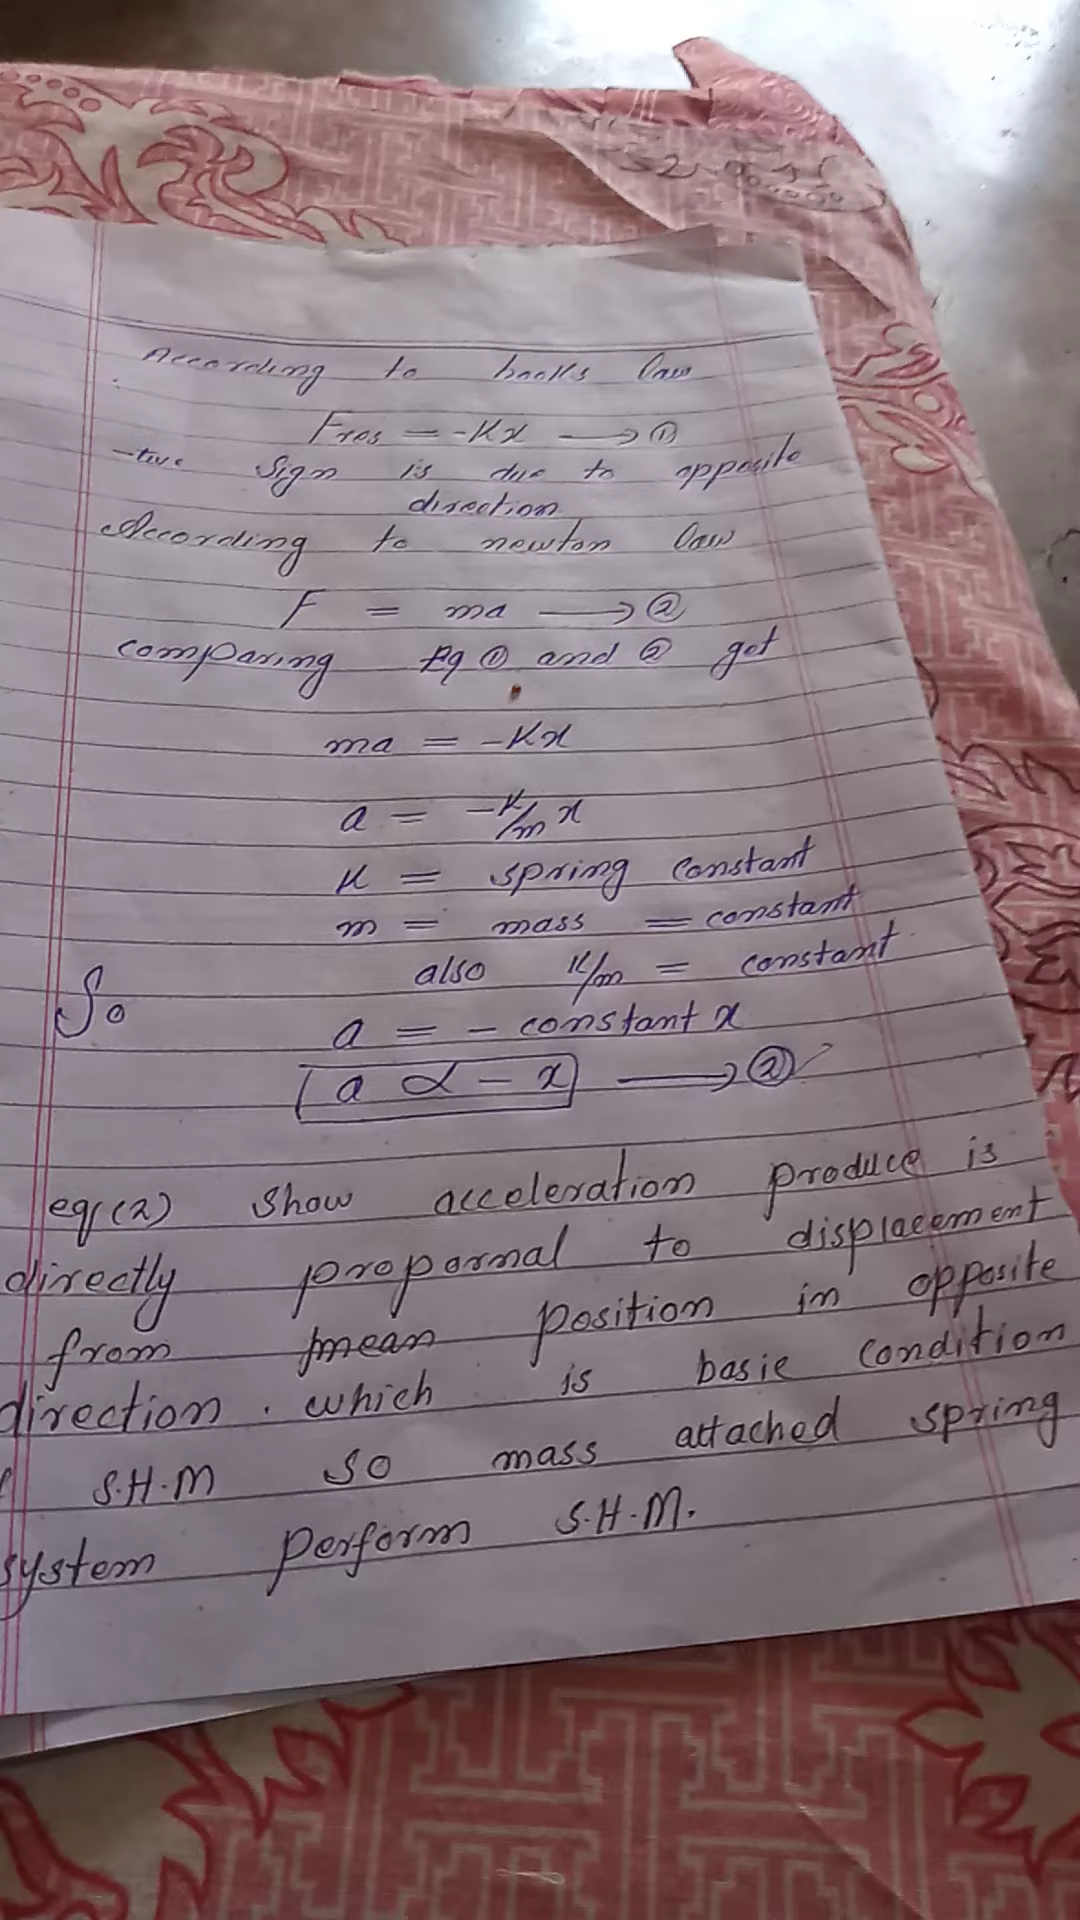 According to hooks law
Fres = -Kx → ①
-tive Sign is due to opposite
direction
According to newton law
F = ma → ②
comparing Eq ① and ② get
ma = -Kx
a = -K/m x
K = spring constant
m = mass = constant
also K/m = constant
So
a = - constant x
a ∝ - x → ②
eq(2) Show acceleration produce is
directly propornal to displacement
from mean position in opposite
direction. which is basic condition
S.H.M SO mass attached spring
system perform S.H.M.